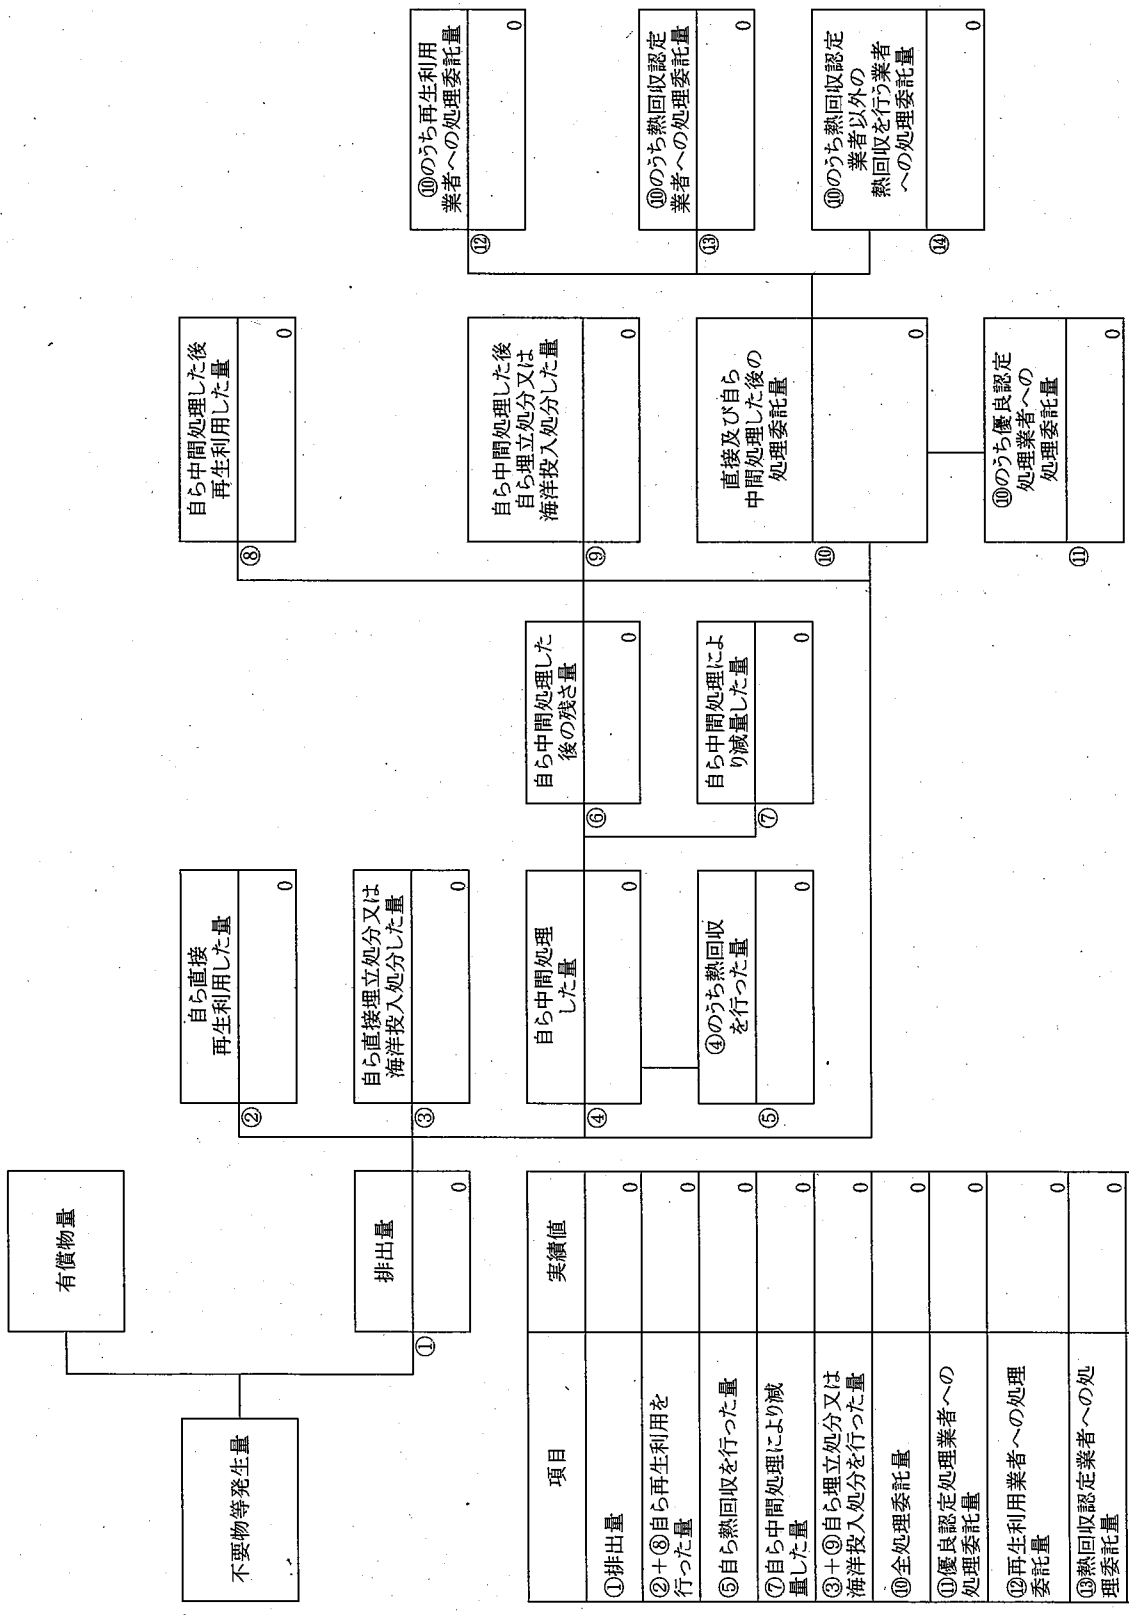 不要物等発生量
有償物量
排出量
①
0
自ら直接
再生利用した量
②
0
自ら直接埋立処分又は
海洋投入処分した量
③
0
自ら中間処理
した量
④
0
④のうち熱回収
を行った量
⑤
0
自ら中間処理した
後の残さ量
⑥
0
自ら中間処理によ
り減量した量
⑦
0
自ら中間処理した後
再生利用した量
⑧
0
自ら中間処理した後
自ら埋立処分又は
海洋投入処分した量
⑨
0
直接及び自ら
中間処理した後の
処理委託量
⑩
0
⑩のうち優良認定
処理業者への
処理委託量
⑪
0
⑩のうち再生利用
業者への処理委託量
⑫
0
⑩のうち熱回収認定
業者への処理委託量
⑬
0
⑩のうち熱回収認定
業者以外の
熱回収を行う業者
への処理委託量
⑭
0
項目 実績値
①排出量 0
②+⑧自ら再生利用を
行った量 0
⑤自ら熱回収を行った量 0
⑦自ら中間処理により減
量した量 0
③+⑨自ら埋立処分又は
海洋投入処分を行った量 0
⑩全処理委託量 0
⑪優良認定処理業者への
処理委託量 0
⑫再生利用業者への処理
委託量 0
⑬熱回収認定業者への処
理委託量 0